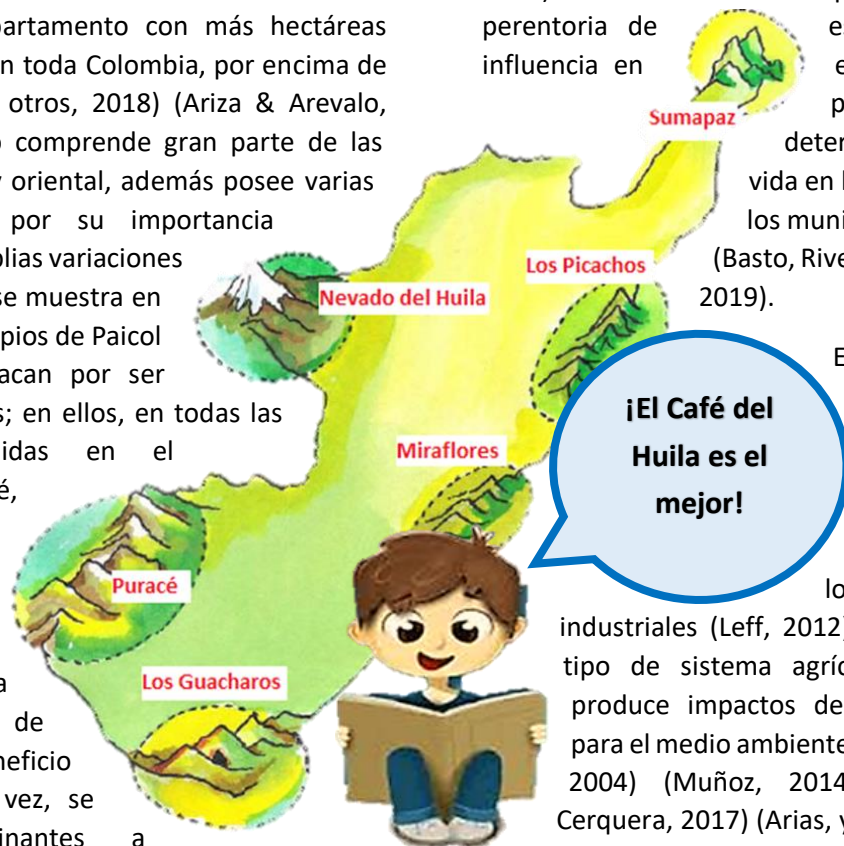 partamento con más hectáreas
n toda Colombia, por encima de
otros, 2018) (Ariza & Arevalo,
comprende gran parte de las
y oriental, además posee varias
por su importancia
plias variaciones
se muestra en
pios de Paicol
acan por ser
s; en ellos, en todas las
idas en el
é,
a
de
neficio
vez, se
inantes a
Sumapaz
Los Picachos
Nevado del Huila
Miraflores
Puracé
Los Guacharos
¡El Café del
Huila es el
mejor!
perentoria de es
influencia en e
p
deter
vida en l
los muni
(Basto, Rive
2019).
E
lo
industriales (Leff, 2012)
tipo de sistema agríc
produce impactos de
para el medio ambiente
2004) (Muñoz, 2014
Cerquera, 2017) (Arias, y